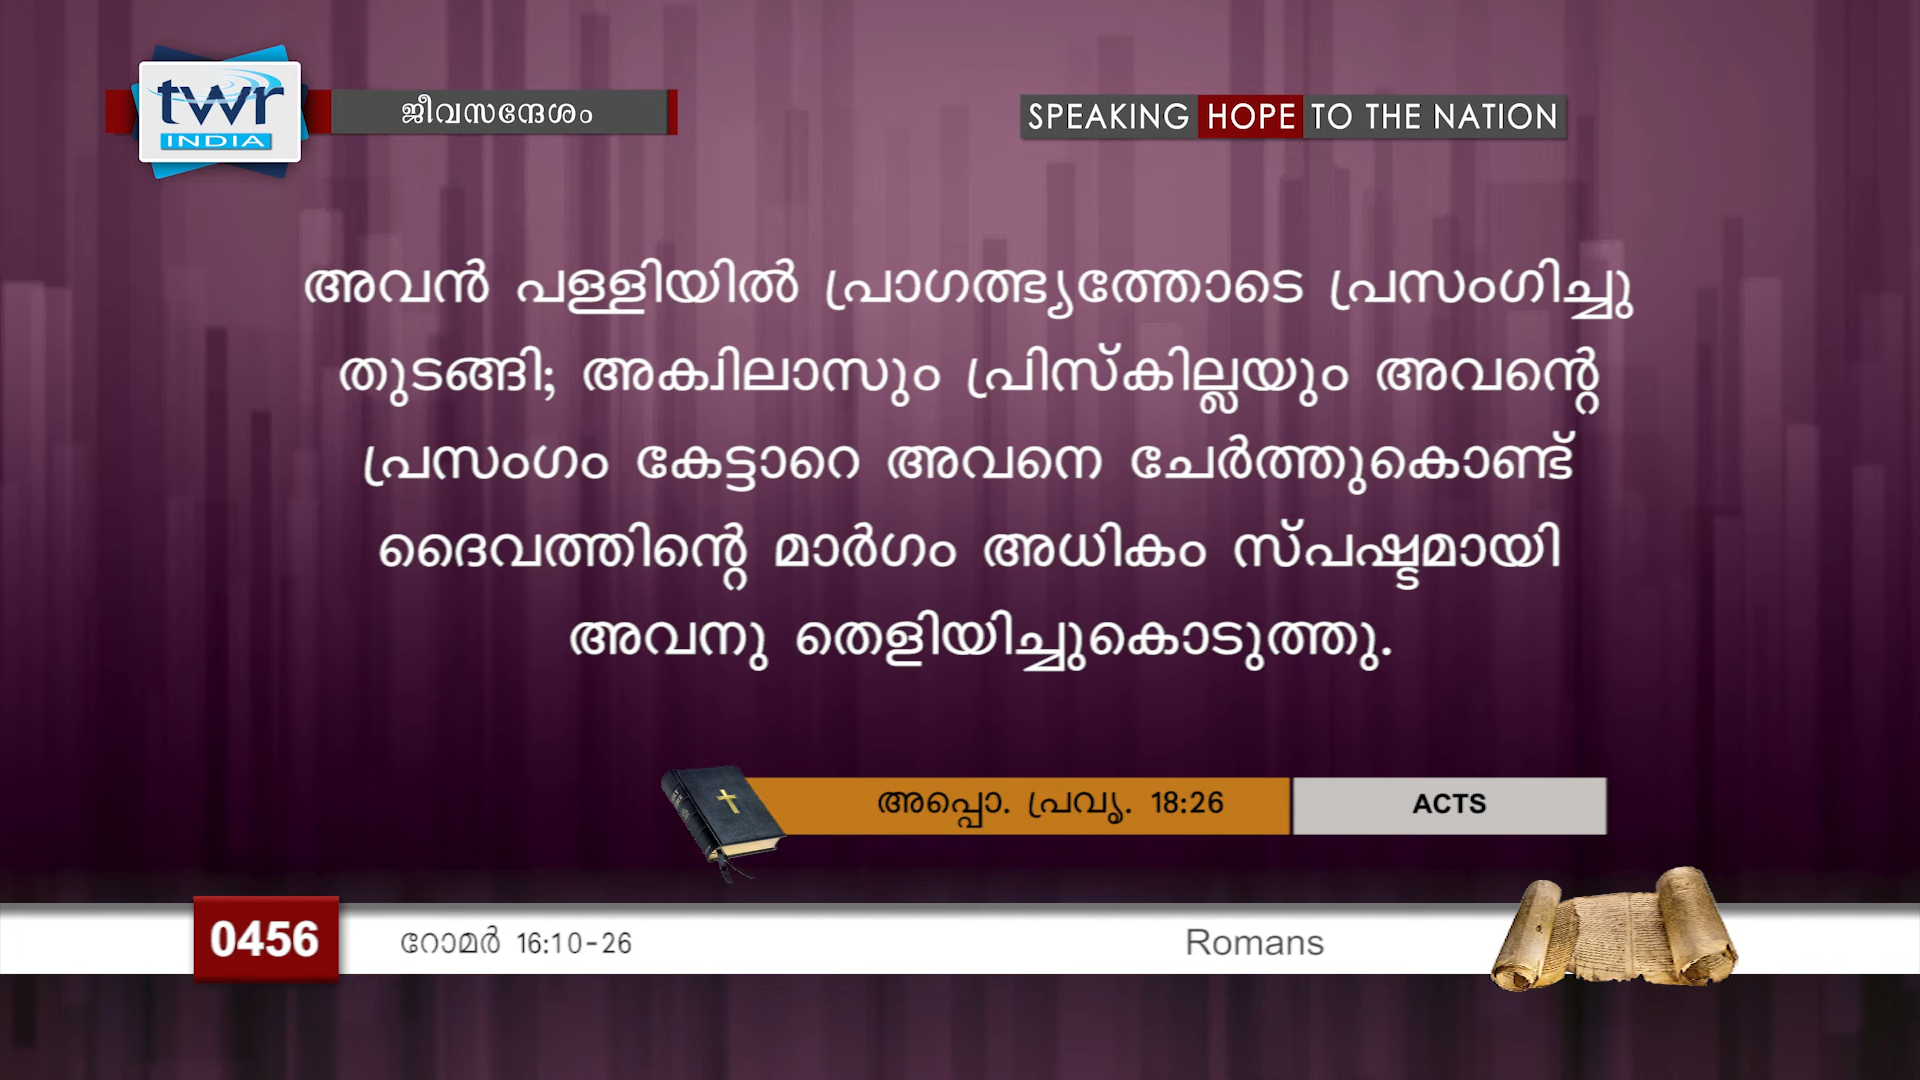 twr
INDIA
ജീവസന്ദേശം
SPEAKING HOPE TO THE NATION
അവൻ പള്ളിയിൽ പ്രാഗത്ഭ്യത്തോടെ പ്രസംഗിച്ചു
തുടങ്ങി; അക്വിലാസും പ്രിസ്കില്ലയും അവന്റെ
പ്രസംഗം കേട്ടാറെ അവനെ ചേർത്തുകൊണ്ട്
ദൈവത്തിന്റെ മാർഗം അധികം സ്പഷ്ടമായി
അവനു തെളിയിച്ചുകൊടുത്തു.
അപ്പൊ. പ്രവൃ. 18:26
ACTS
0456
റോമർ 16:10-26
Romans